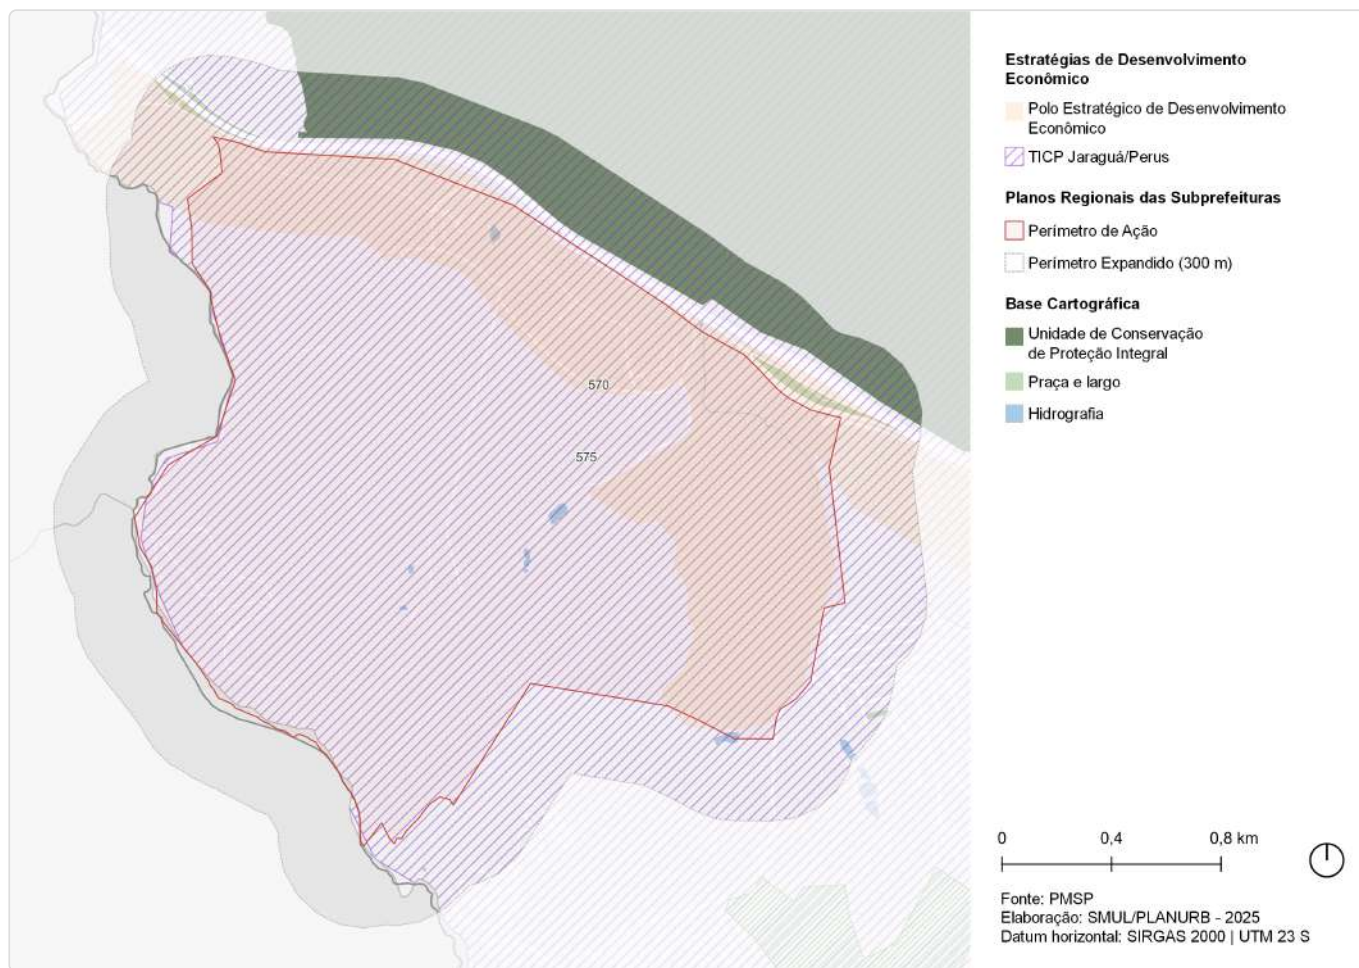 Estratégias de Desenvolvimento
Econômico
Polo Estratégico de Desenvolvimento
Econômico
TICP Jaraguá/Perus
Planos Regionais das Subprefeituras
Perímetro de Ação
Perímetro Expandido (300 m)
Base Cartográfica
Unidade de Conservação
de Proteção Integral
Praça e largo
Hidrografia
570
575
0 0,4 0,8 km
Fonte: PMSP
Elaboração: SMUL/PLANURB - 2025
Datum horizontal: SIRGAS 2000 | UTM 23 S